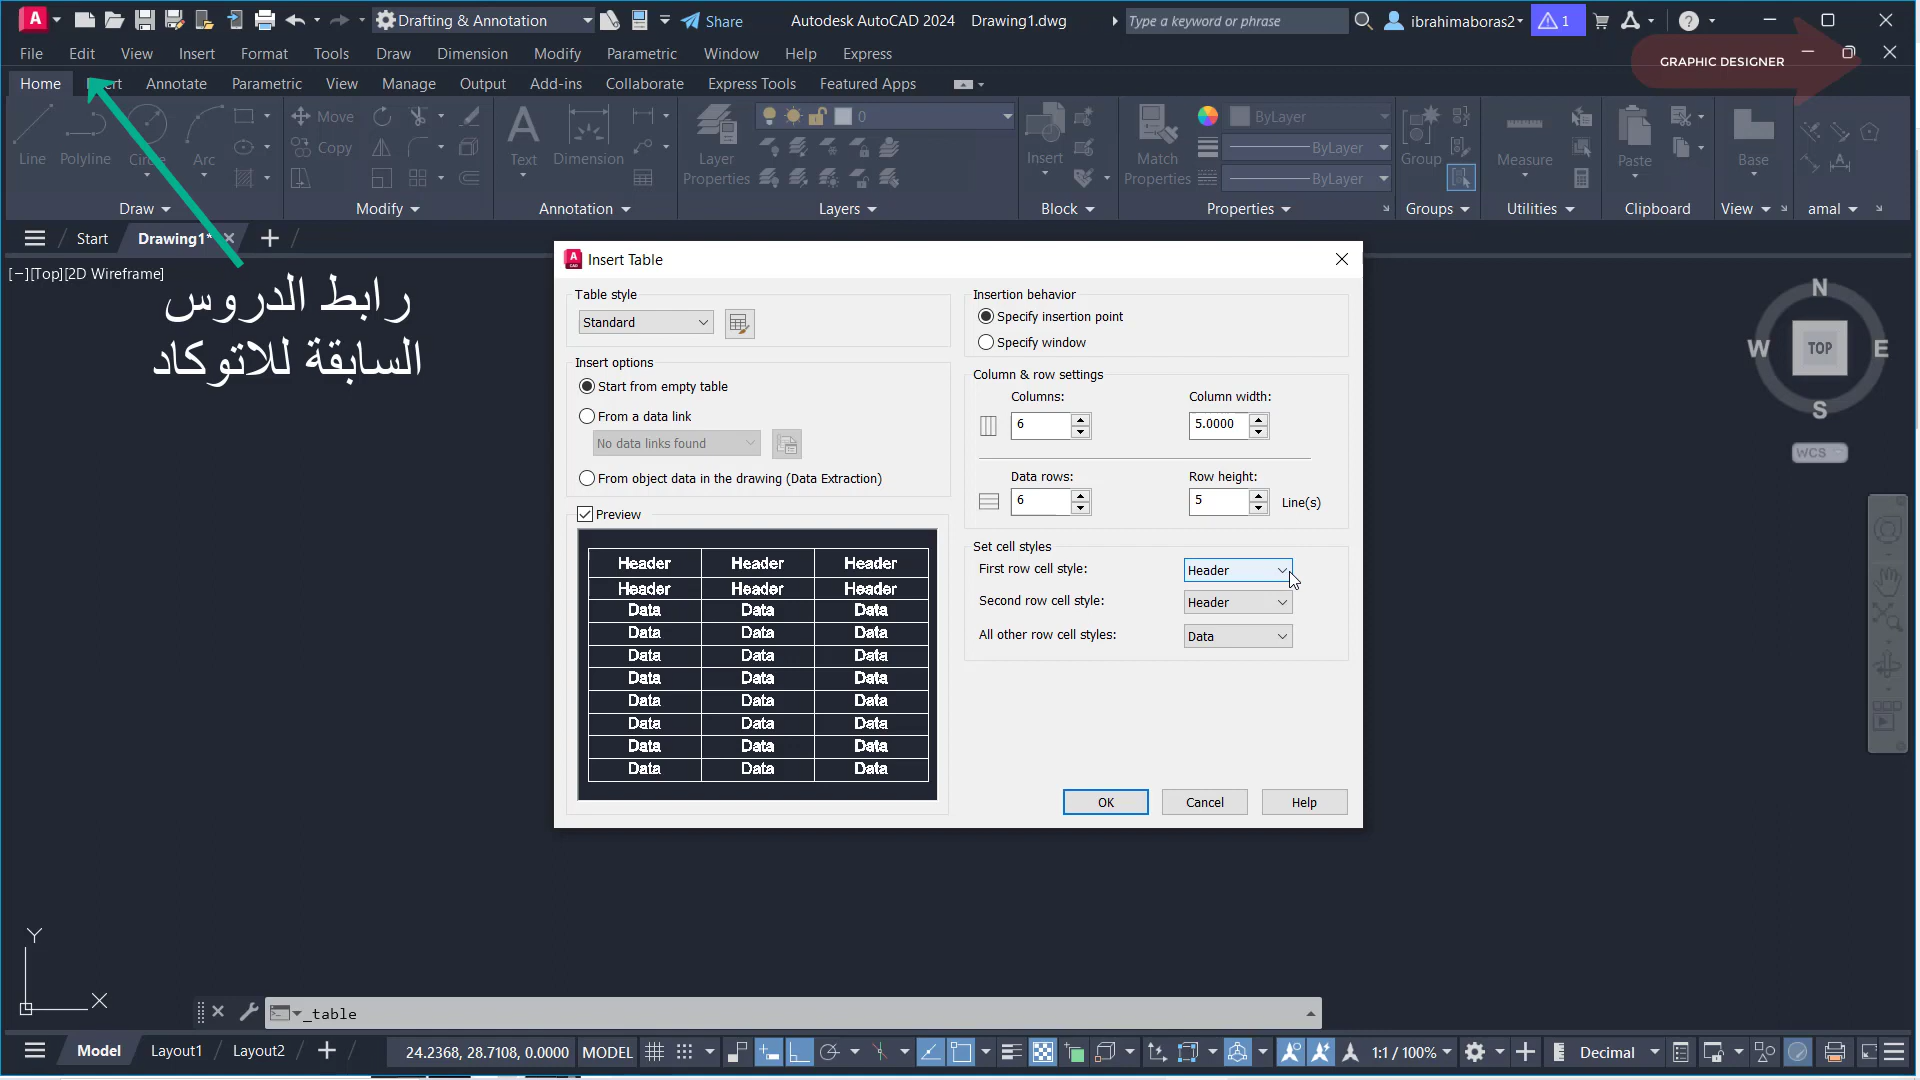 Drafting & Annotation
Share
Autodesk AutoCAD 2024 Drawing1.dwg
Type a keyword or phrase
ibrahimaboras2
1
File Edit View Insert Format Tools Draw Dimension Modify Parametric Window Help Express
GRAPHIC DESIGNER
Home Insert Annotate Parametric View Manage Output Add-ins Collaborate Express Tools Featured Apps
Line Polyline Circle Arc
Move
Copy
Text Dimension
Layer
Properties
0
Insert
Match
Properties
ByLayer
ByLayer
ByLayer
Group
Measure
Paste
Base
Draw Modify Annotation Layers Block Properties Groups Utilities Clipboard View amal
Start Drawing1*
[−][Top][2D Wireframe]
رابط الدروس
السابقة للاتوكاد
Insert Table
Table style
Standard
Insert options
Start from empty table
From a data link
No data links found
From object data in the drawing (Data Extraction)
Preview
Header Header Header
Header Header Header
Data Data Data
Data Data Data
Data Data Data
Data Data Data
Data Data Data
Data Data Data
Data Data Data
Data Data Data
Insertion behavior
Specify insertion point
Specify window
Column & row settings
Columns: Column width:
6 5.0000
Data rows: Row height:
6 5 Line(s)
Set cell styles
First row cell style: Header
Second row cell style: Header
All other row cell styles: Data
OK Cancel Help
N
W TOP E
S
WCS
Y
X
_table
Model Layout1 Layout2
24.2368, 28.7108, 0.0000 MODEL
1:1 / 100%
Decimal